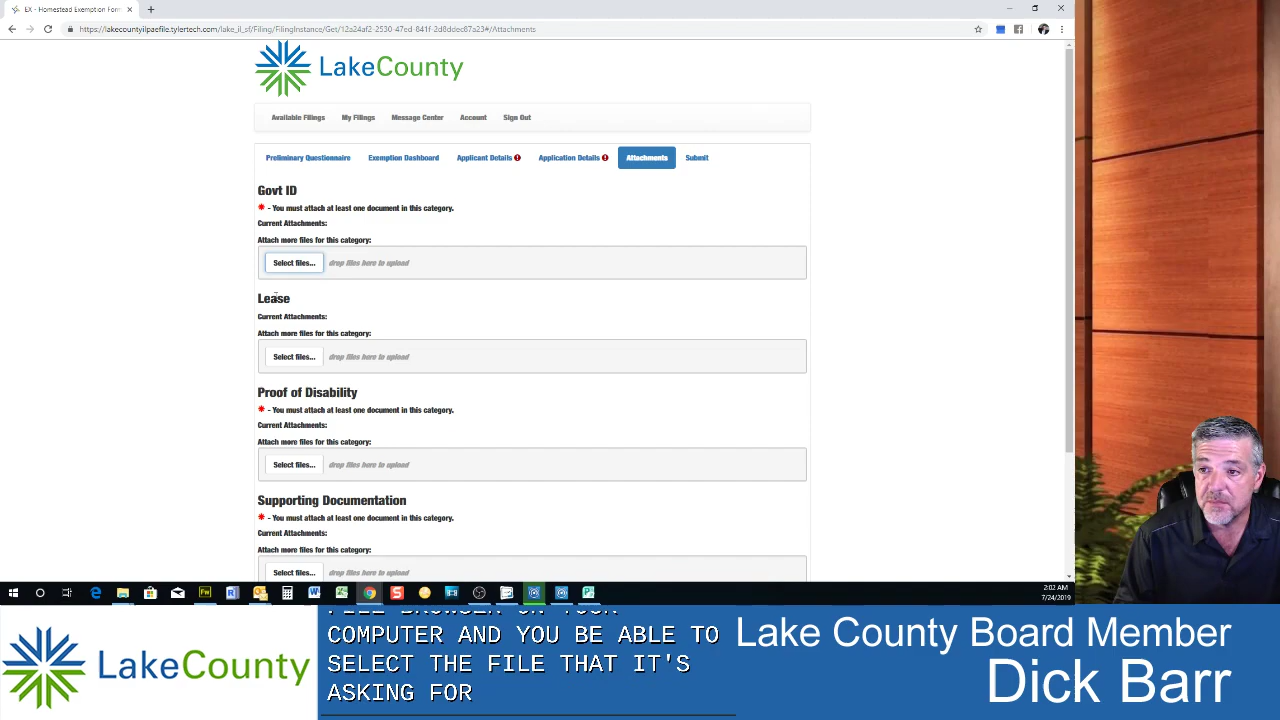 EX - Homestead Exemption Form
https://lakecountyilpaefile.tylertech.com/lake_il_sf/Filing/FilingInstance/Get/12a24af2-2530-47ed-841f-2d8ddec87a23#/Attachments
LakeCounty
Available Filings My Filings Message Center Account Sign Out
Preliminary Questionnaire Exemption Dashboard Applicant Details Application Details Attachments Submit
Govt ID
* - You must attach at least one document in this category.
Current Attachments:
Attach more files for this category:
Select files... drop files here to upload
Lease
Current Attachments:
Attach more files for this category:
Select files... drop files here to upload
Proof of Disability
* - You must attach at least one document in this category.
Current Attachments:
Attach more files for this category:
Select files... drop files here to upload
Supporting Documentation
* - You must attach at least one document in this category.
Current Attachments:
Attach more files for this category:
Select files... drop files here to upload
2:02 AM
7/24/2019
LakeCounty
FILE BROWSER ON YOUR
COMPUTER AND YOU BE ABLE TO
SELECT THE FILE THAT IT'S
ASKING FOR
Lake County Board Member
Dick Barr